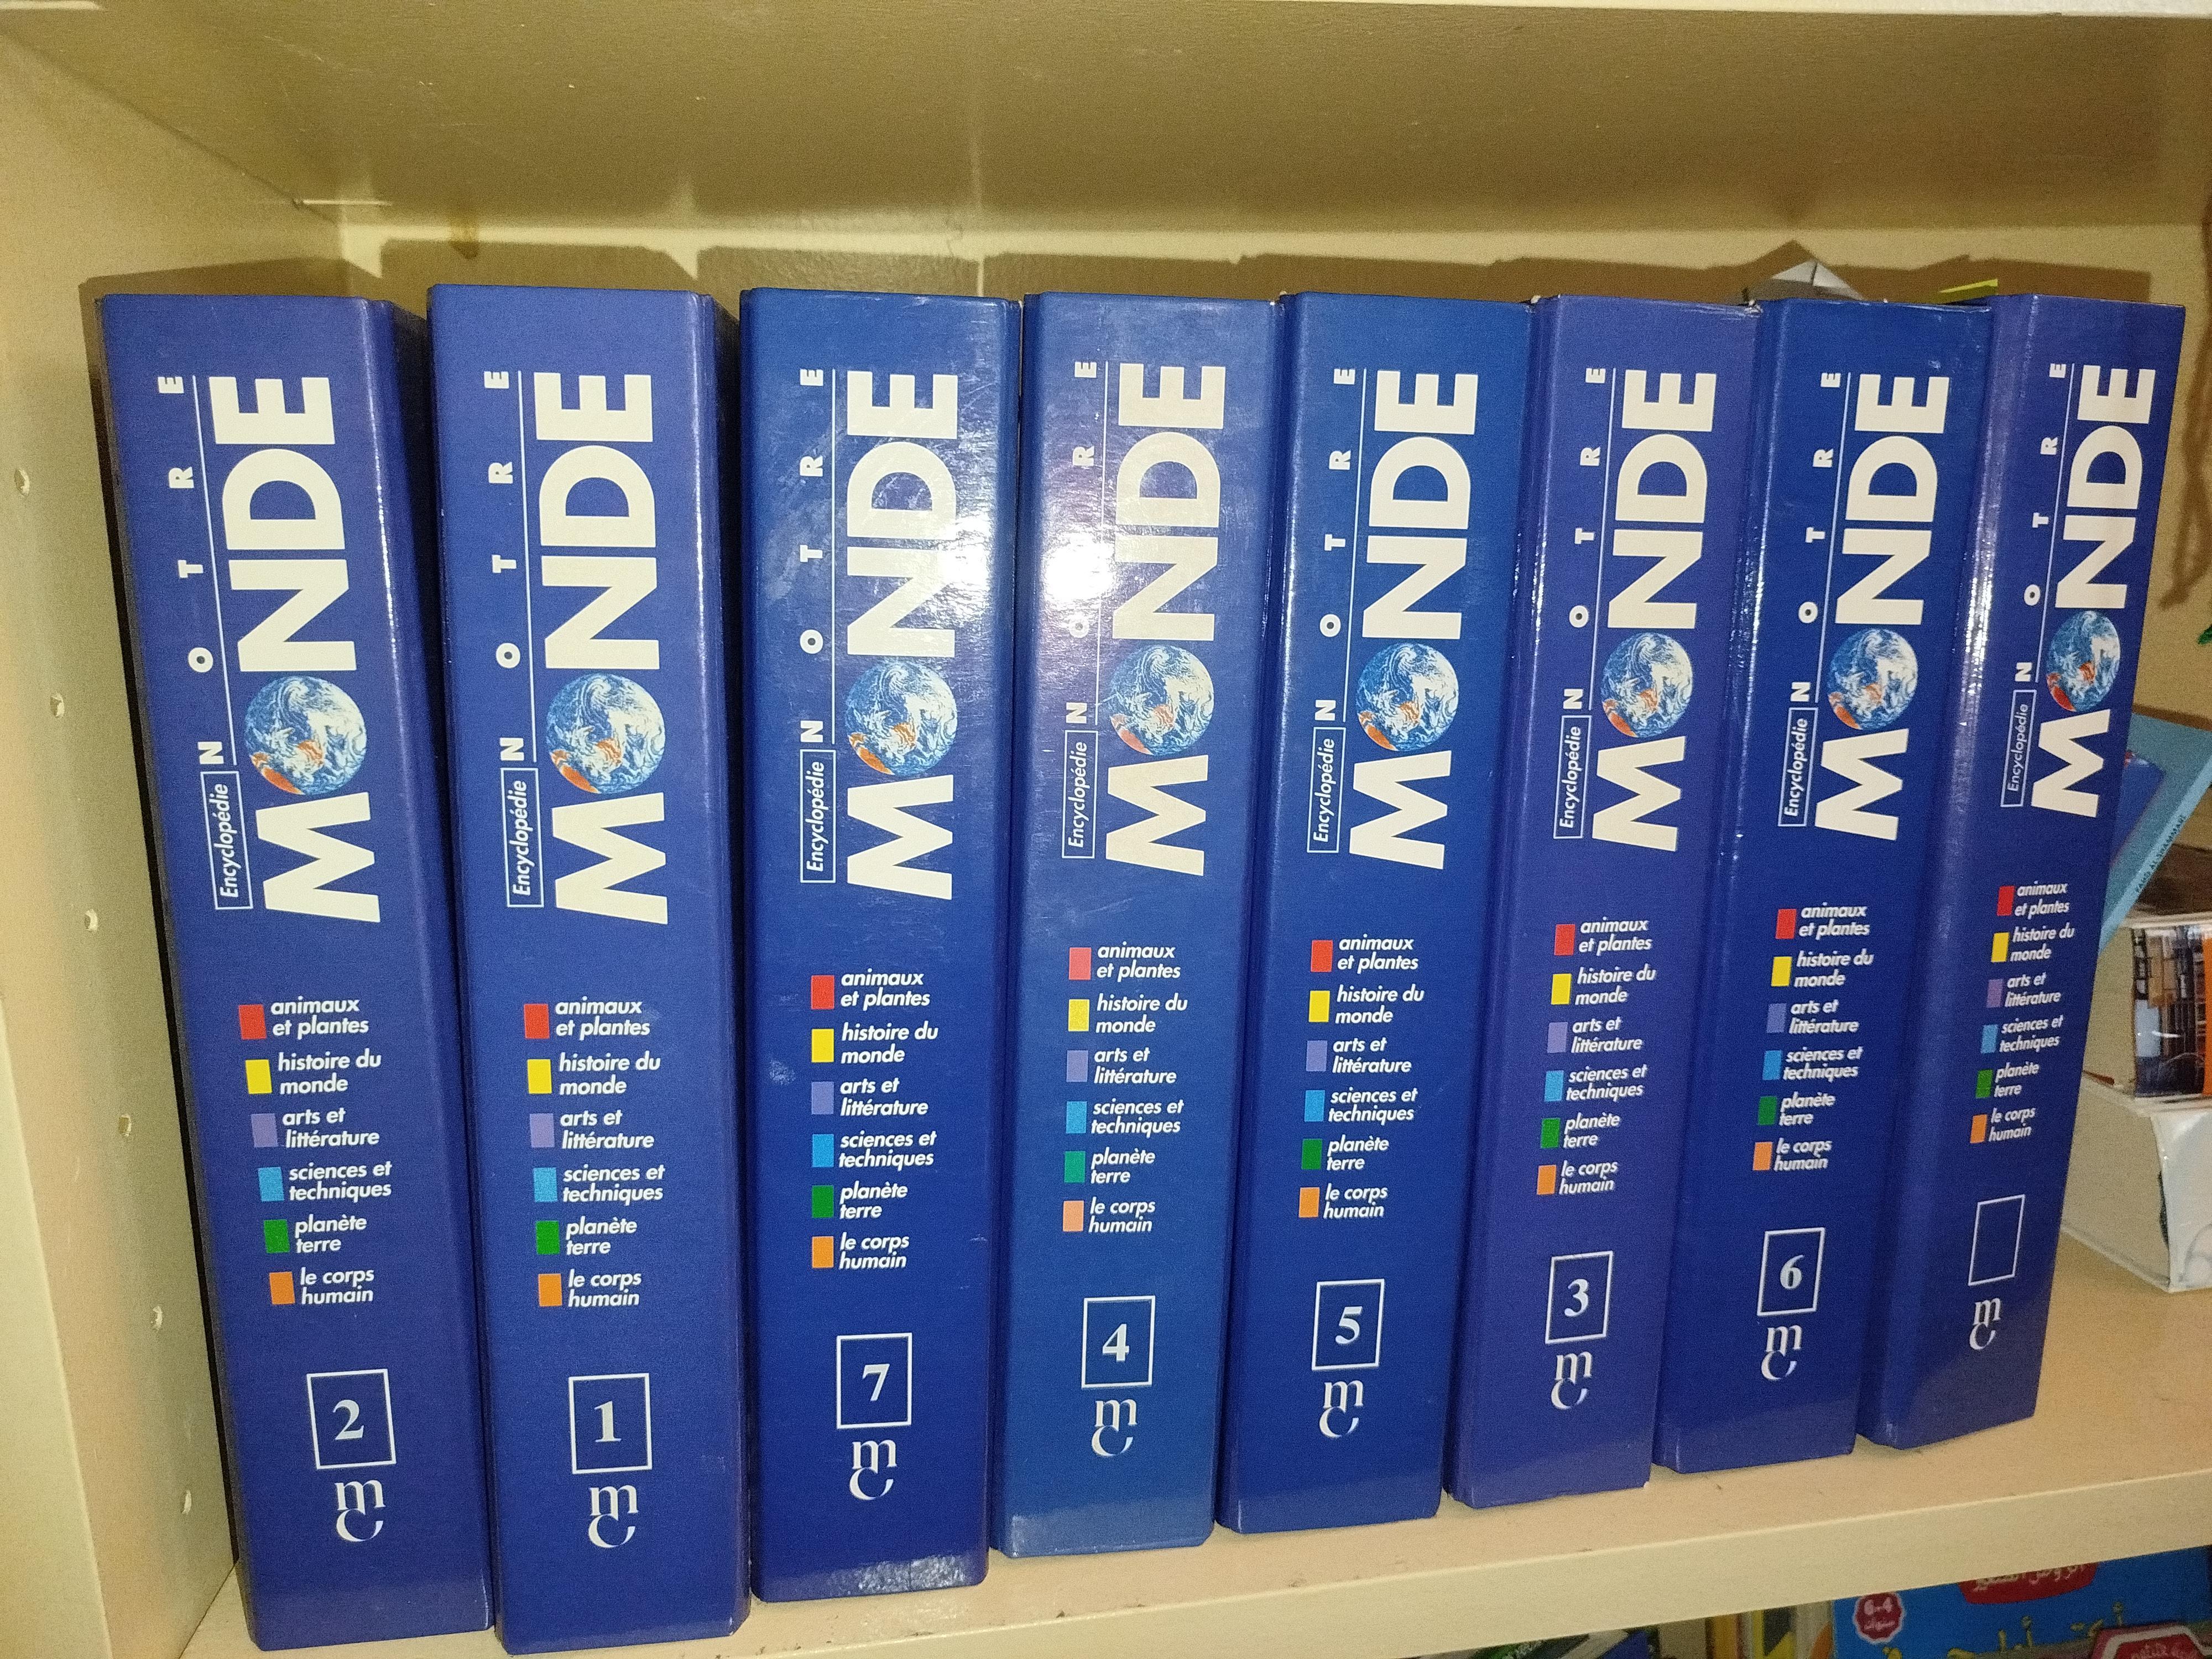 Encyclopédie
NOTRE
MONDE
animaux
et plantes
histoire du
monde
arts et
littérature
sciences et
techniques
planète
terre
le corps
humain
2
mc
Encyclopédie
NOTRE
MONDE
animaux
et plantes
histoire du
monde
arts et
littérature
sciences et
techniques
planète
terre
le corps
humain
1
mc
Encyclopédie
NOTRE
MONDE
animaux
et plantes
histoire du
monde
arts et
littérature
sciences et
techniques
planète
terre
le corps
humain
7
mc
Encyclopédie
NOTRE
MONDE
animaux
et plantes
histoire du
monde
arts et
littérature
sciences et
techniques
planète
terre
le corps
humain
4
mc
Encyclopédie
NOTRE
MONDE
animaux
et plantes
histoire du
monde
arts et
littérature
sciences et
techniques
planète
terre
le corps
humain
5
mc
Encyclopédie
NOTRE
MONDE
animaux
et plantes
histoire du
monde
arts et
littérature
sciences et
techniques
planète
terre
le corps
humain
3
mc
Encyclopédie
NOTRE
MONDE
animaux
et plantes
histoire du
monde
arts et
littérature
sciences et
techniques
planète
terre
le corps
humain
6
mc
Encyclopédie
NOTRE
MONDE
animaux
et plantes
histoire du
monde
arts et
littérature
sciences et
techniques
planète
terre
le corps
humain
mc
6-4
سنوات